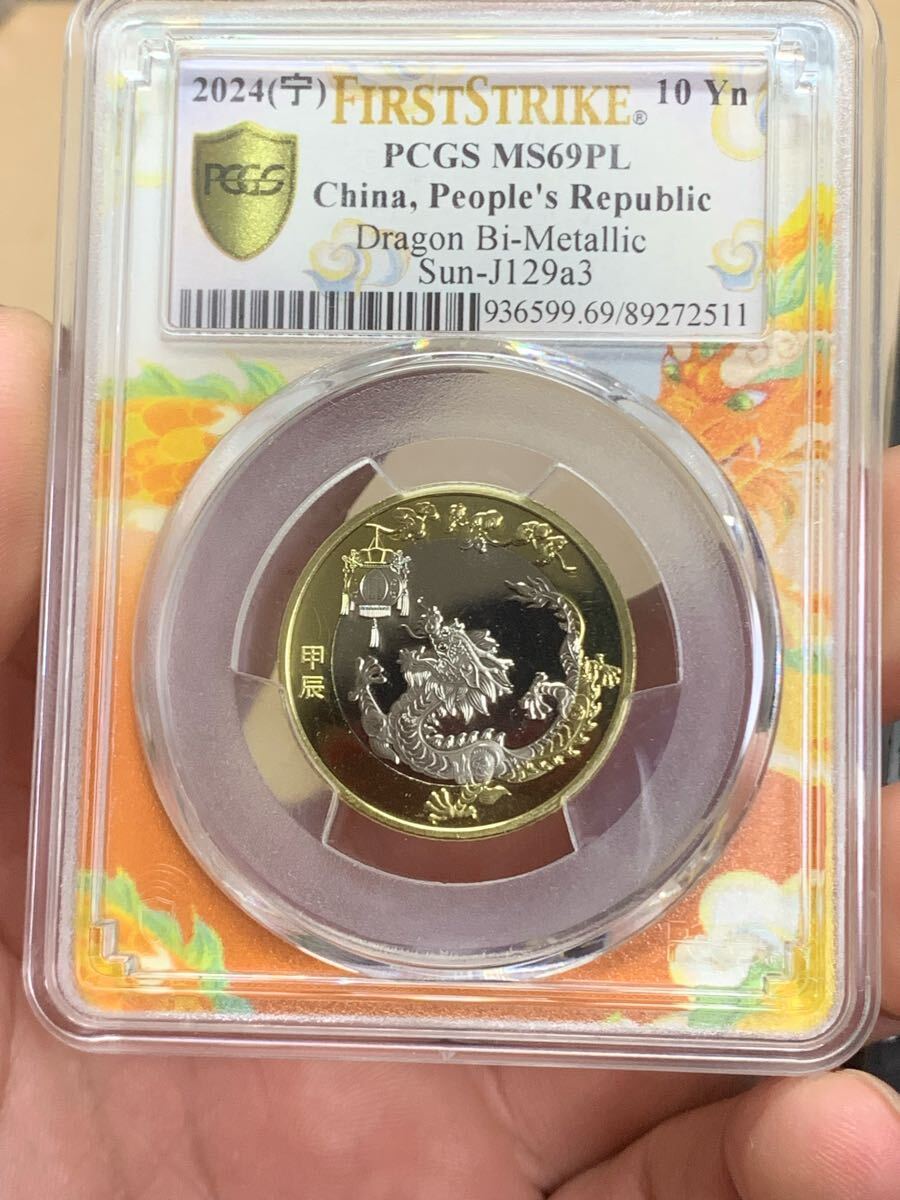 2024(宁) FIRSTSTRIKE® 10 Yn
PCGS
PCGS MS69PL
China, People's Republic
Dragon Bi-Metallic
Sun-J129a3
936599.69/89272511
甲辰